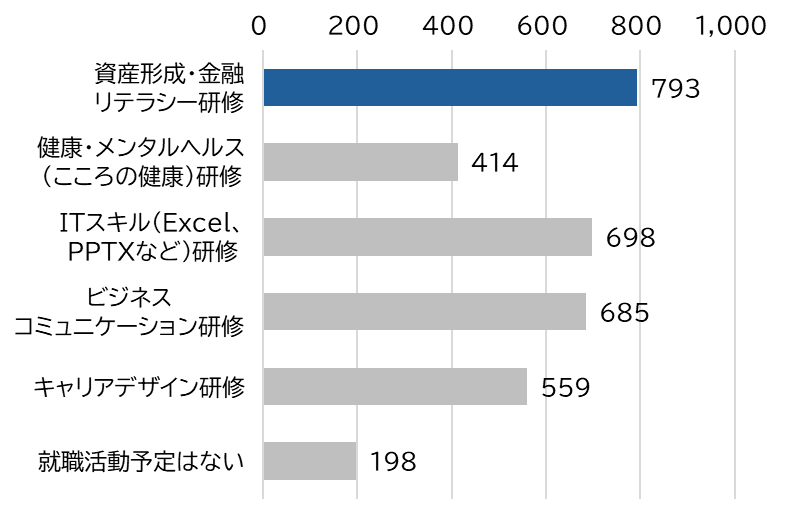 0 200 400 600 800 1,000
資産形成・金融
リテラシー研修
793
健康・メンタルヘルス
（こころの健康）研修
414
ITスキル（Excel、
PPTXなど）研修
698
ビジネス
コミュニケーション研修
685
キャリアデザイン研修
559
就職活動予定はない
198